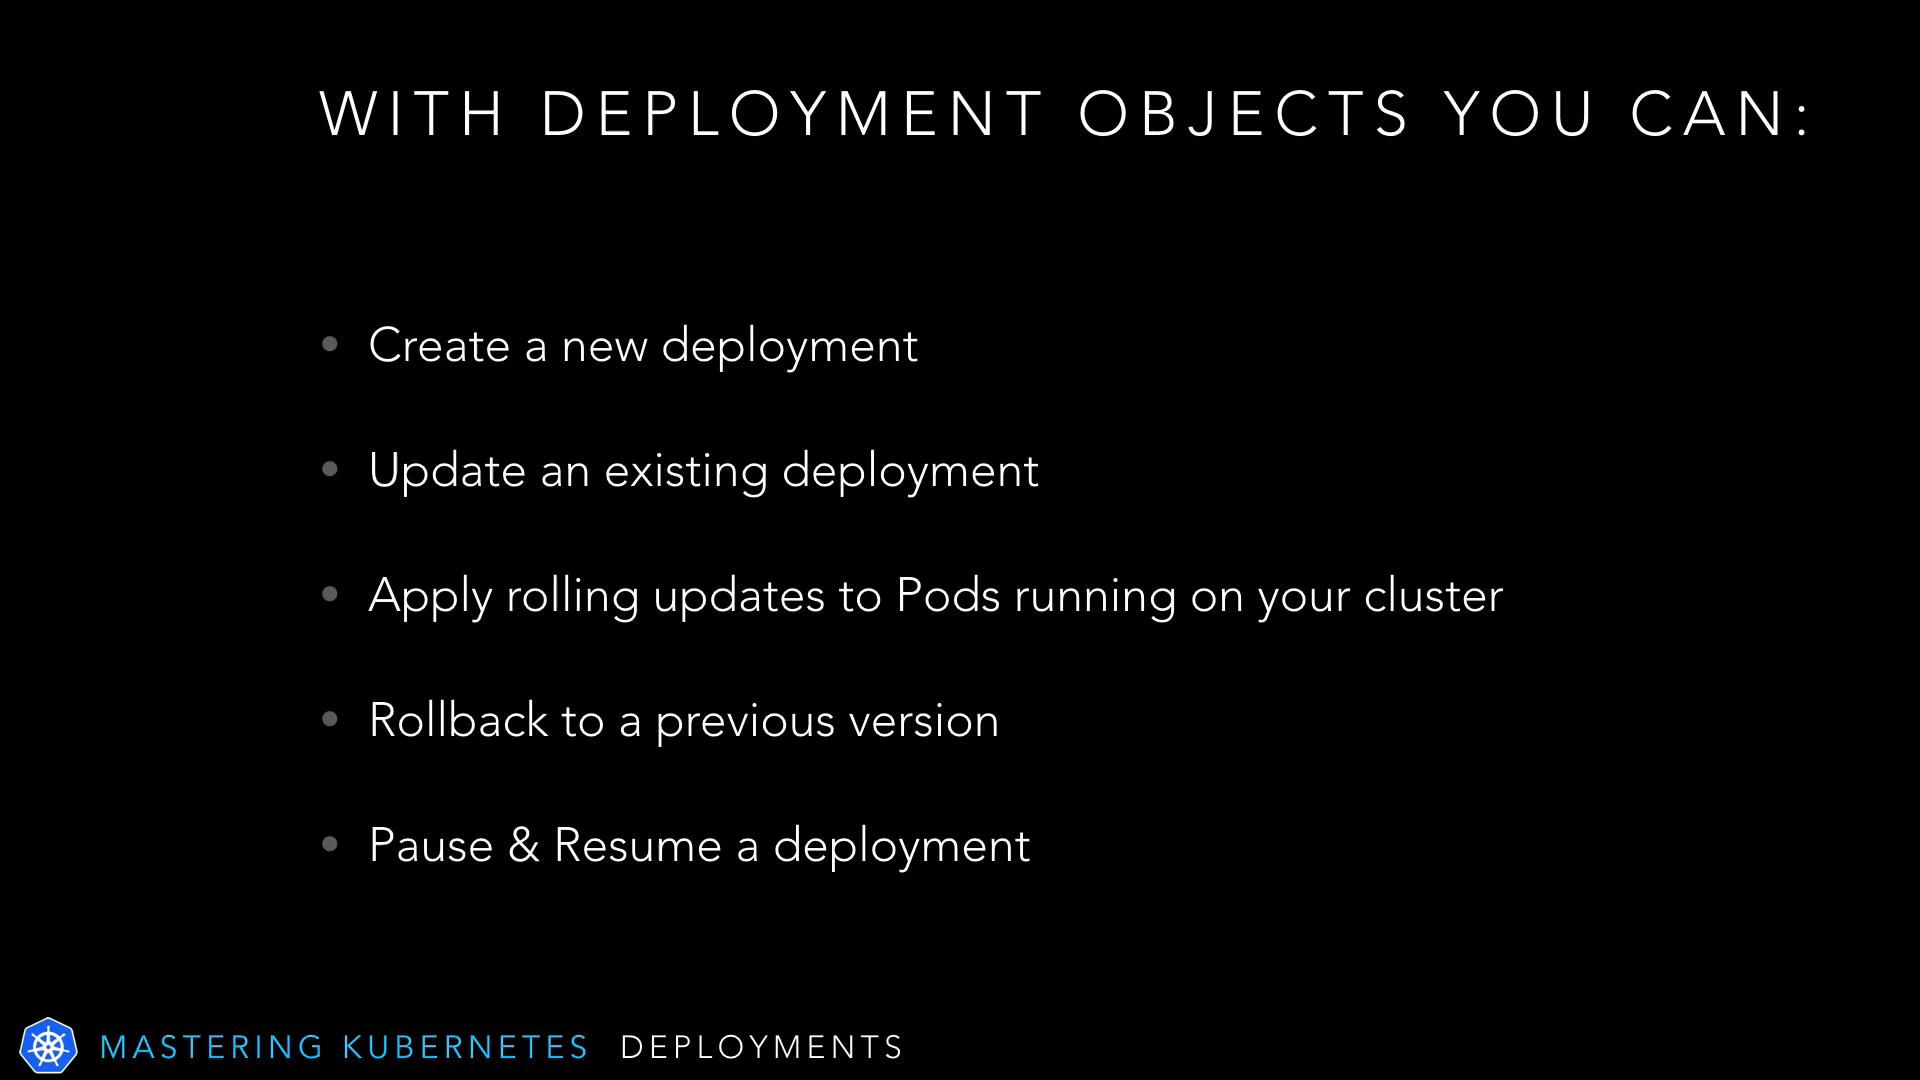 WITH DEPLOYMENT OBJECTS YOU CAN:
• Create a new deployment
• Update an existing deployment
• Apply rolling updates to Pods running on your cluster
• Rollback to a previous version
• Pause & Resume a deployment
MASTERING KUBERNETES DEPLOYMENTS